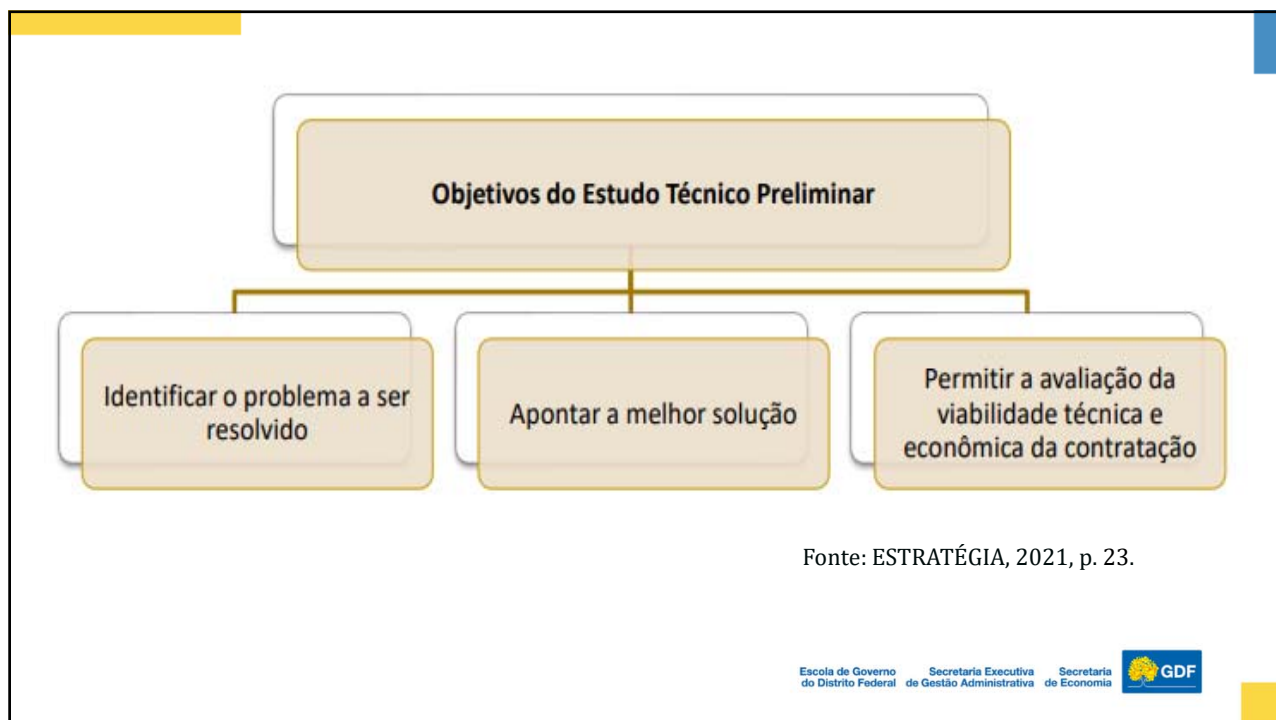 Objetivos do Estudo Técnico Preliminar
Identificar o problema a ser
resolvido
Apontar a melhor solução
Permitir a avaliação da
viabilidade técnica e
econômica da contratação
Fonte: ESTRATÉGIA, 2021, p. 23.
Escola de Governo
do Distrito Federal
Secretaria Executiva
de Gestão Administrativa
Secretaria
de Economia
GDF